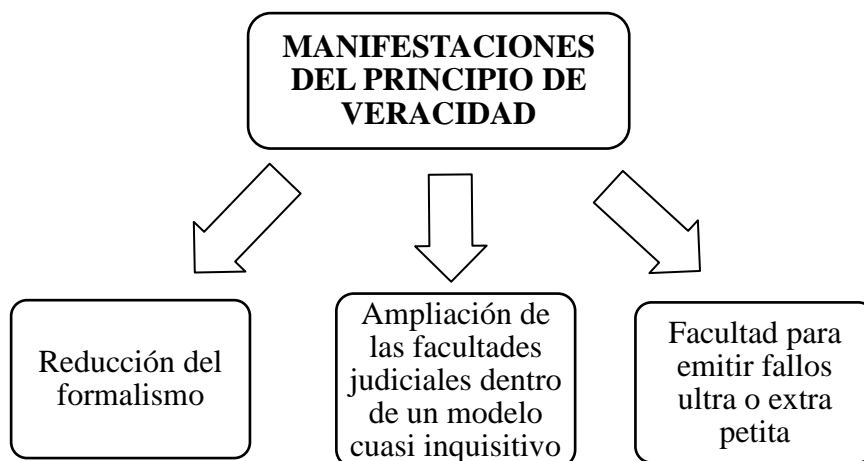 MANIFESTACIONES
DEL PRINCIPIO DE
VERACIDAD
Reducción del
formalismo
Ampliación de
las facultades
judiciales dentro
de un modelo
cuasi inquisitivo
Facultad para
emitir fallos
ultra o extra
petita